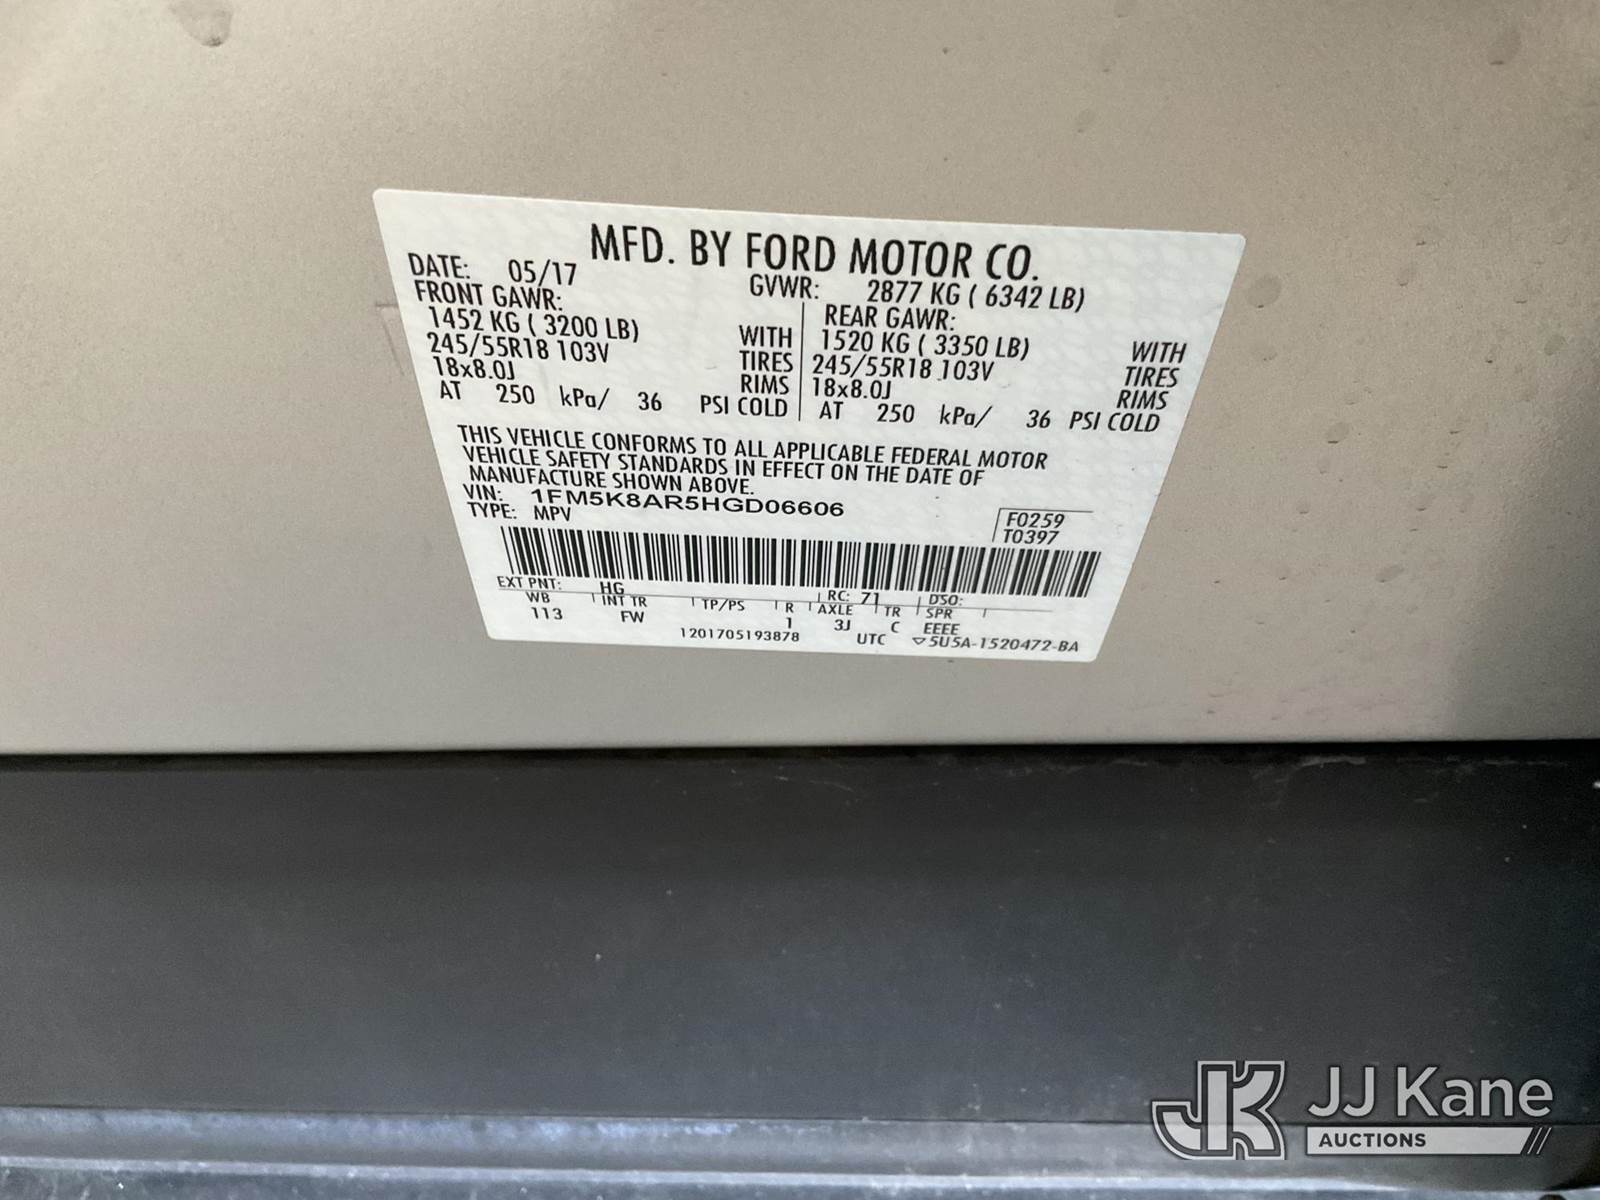 MFD. BY FORD MOTOR CO.
DATE: 05/17 GVWR: 2877 KG ( 6342 LB)
FRONT GAWR: REAR GAWR:
1452 KG ( 3200 LB) WITH 1520 KG ( 3350 LB) WITH
245/55R18 103V TIRES 245/55R18 103V TIRES
18x8.0J RIMS 18x8.0J RIMS
AT 250 kPa/ 36 PSI COLD AT 250 kPa/ 36 PSI COLD
THIS VEHICLE CONFORMS TO ALL APPLICABLE FEDERAL MOTOR
VEHICLE SAFETY STANDARDS IN EFFECT ON THE DATE OF
MANUFACTURE SHOWN ABOVE.
VIN: 1FM5K8AR5HGD06606
TYPE: MPV
F0259
T0397
EXT PNT: HG RC: 71 DSO:
WB INT TR TP/PS R AXLE TR SPR
113 FW 1 3J C EEEE
1201705193878 UTC ▽5U5A-1520472-BA
JK JJ Kane
AUCTIONS